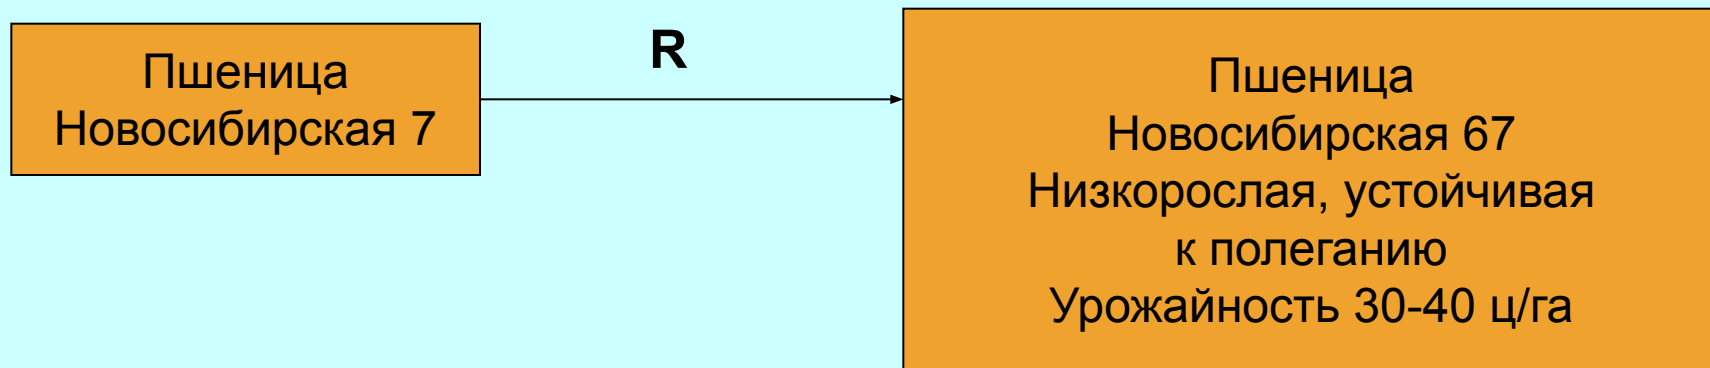 Пшеница
Новосибирская 7
R
Пшеница
Новосибирская 67
Низкорослая, устойчивая
к полеганию
Урожайность 30-40 ц/га